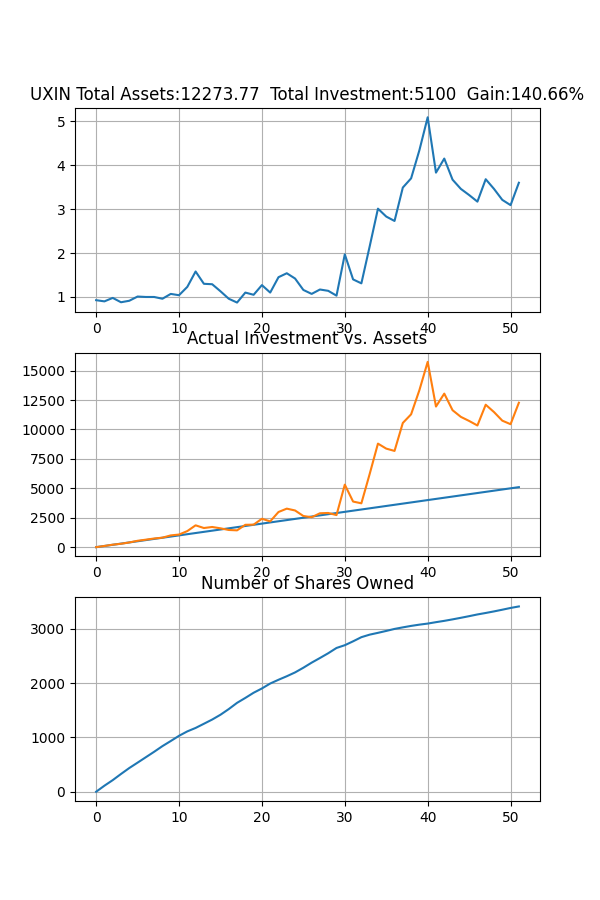 UXIN Total Assets:12273.77  Total Investment:5100  Gain:140.66%
5
4
3
2
1
0 10 20 30 40 50
Actual Investment vs. Assets
15000
12500
10000
7500
5000
2500
0
0 10 20 30 40 50
Number of Shares Owned
3000
2000
1000
0
0 10 20 30 40 50